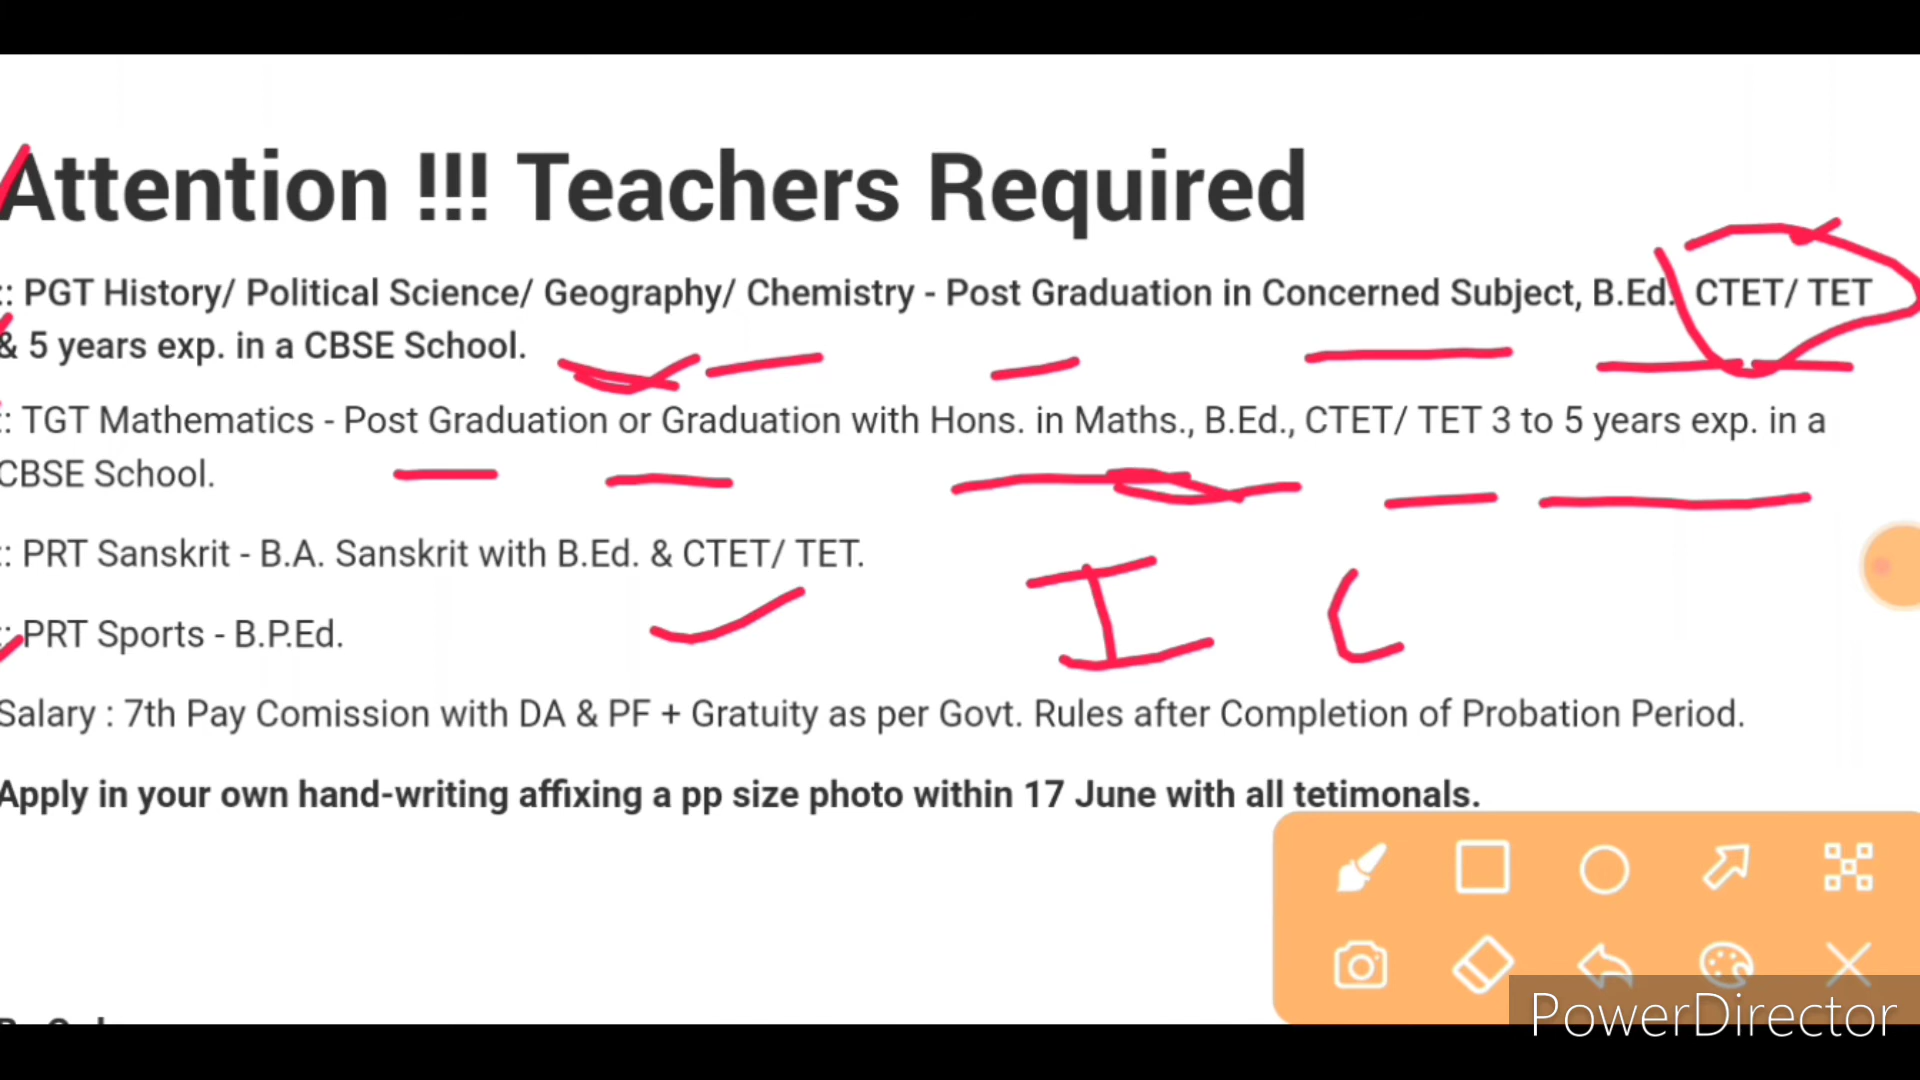 Attention !!! Teachers Required
:: PGT History/ Political Science/ Geography/ Chemistry - Post Graduation in Concerned Subject, B.Ed. CTET/ TET
& 5 years exp. in a CBSE School.
:: TGT Mathematics - Post Graduation or Graduation with Hons. in Maths., B.Ed., CTET/ TET 3 to 5 years exp. in a
CBSE School.
:: PRT Sanskrit - B.A. Sanskrit with B.Ed. & CTET/ TET.
I C
:: PRT Sports - B.P.Ed.
Salary : 7th Pay Comission with DA & PF + Gratuity as per Govt. Rules after Completion of Probation Period.
Apply in your own hand-writing affixing a pp size photo within 17 June with all tetimonals.
PowerDirector